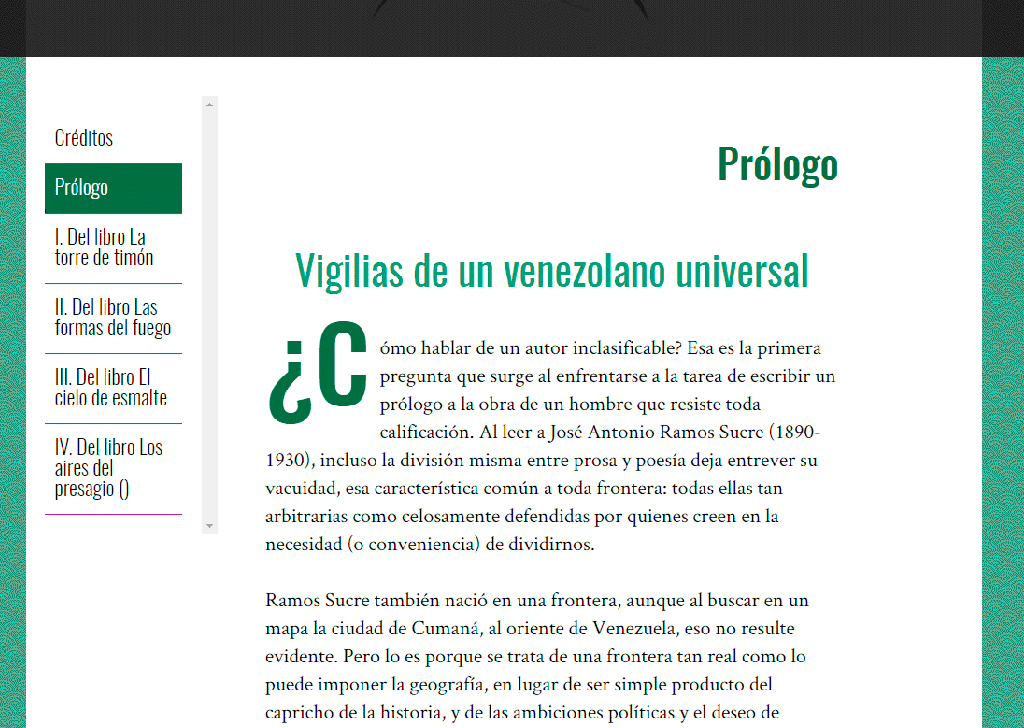 Créditos
Prólogo
I. Del libro La
torre de timón
II. Del libro Las
formas del fuego
III. Del libro El
cielo de esmalte
IV. Del libro Los
aires del
presagio ()
Prólogo
Vigilias de un venezolano universal
¿Cómo hablar de un autor inclasificable? Esa es la primera
pregunta que surge al enfrentarse a la tarea de escribir un
prólogo a la obra de un hombre que resiste toda
calificación. Al leer a José Antonio Ramos Sucre (1890-
1930), incluso la división misma entre prosa y poesía deja entrever su
vacuidad, esa característica común a toda frontera: todas ellas tan
arbitrarias como celosamente defendidas por quienes creen en la
necesidad (o conveniencia) de dividirnos.
Ramos Sucre también nació en una frontera, aunque al buscar en un
mapa la ciudad de Cumaná, al oriente de Venezuela, eso no resulte
evidente. Pero lo es porque se trata de una frontera tan real como lo
puede imponer la geografía, en lugar de ser simple producto del
capricho de la historia, y de las ambiciones políticas y el deseo de